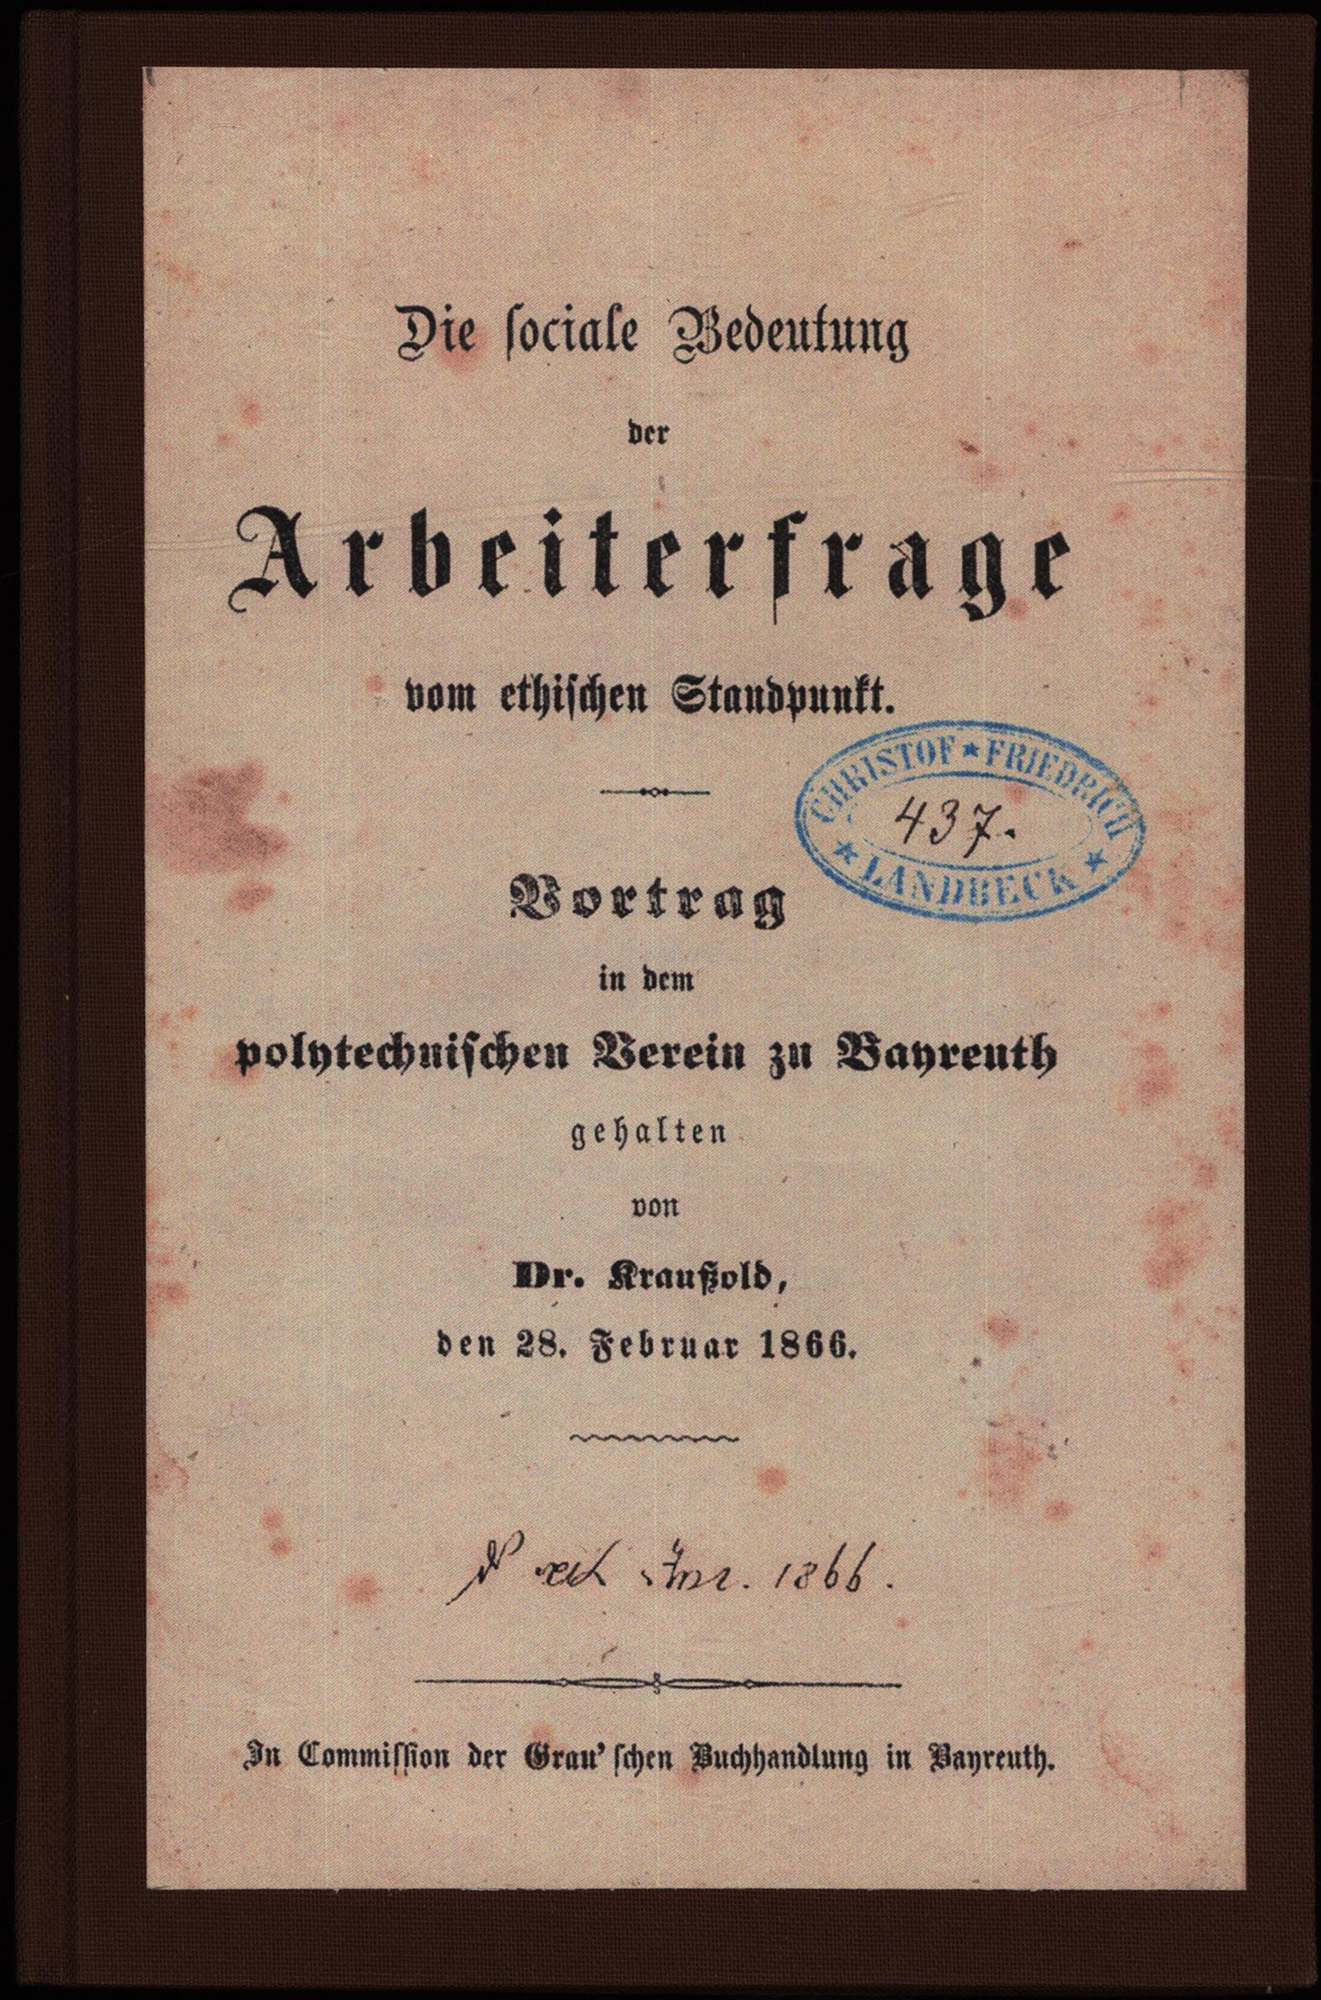 Die ſociale Bedeutung
der
Arbeiterfrage
vom ethiſchen Standpunkt.
CHRISTOF ★ FRIEDRICH
437.
★ LANDBECK ★
Vortrag
in dem
polytechniſchen Verein zu Bayreuth
gehalten
von
Dr. Kraußold,
den 28. Februar 1866.
1866.
In Commiſſion der Grau'ſchen Buchhandlung in Bayreuth.